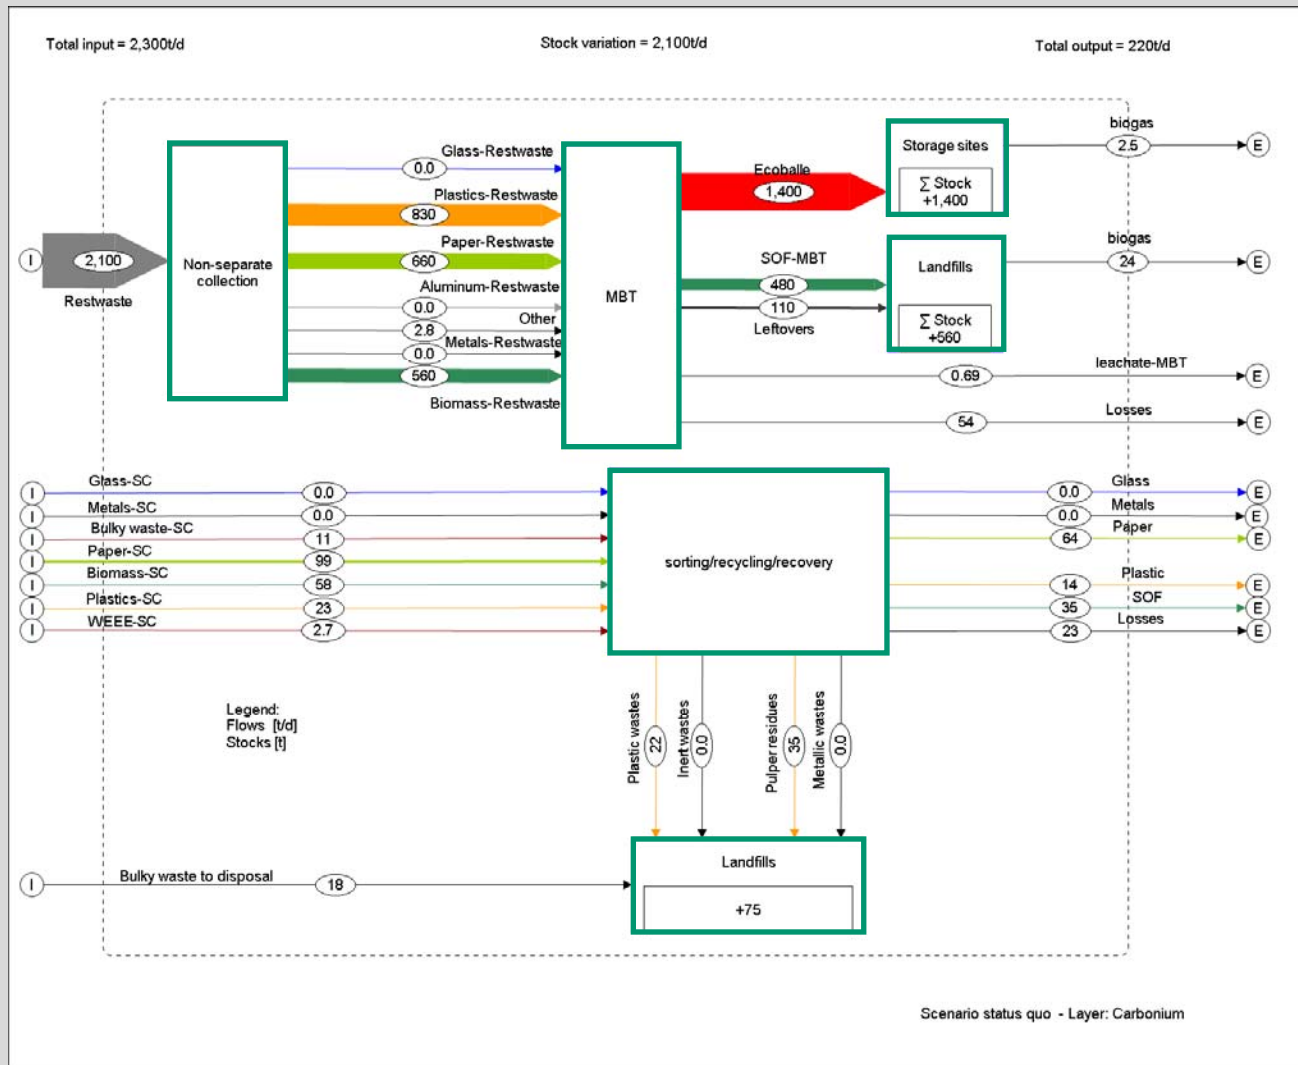 Total input = 2,300t/d
Stock variation = 2,100t/d
Total output = 220t/d
biogas
2.5
E
Storage sites
∑ Stock
+1,400
Glass-Restwaste
0.0
Ecoballe
1,400
Plastics-Restwaste
830
Paper-Restwaste
660
I
2,100
Restwaste
Non-separate
collection
MBT
biogas
24
E
Landfills
∑ Stock
+560
SOF-MBT
480
110
Leftovers
Aluminum-Restwaste
0.0
Other
2.8
Metals-Restwaste
0.0
560
Biomass-Restwaste
leachate-MBT
0.69
E
Losses
54
E
I
Glass-SC
0.0
I
Metals-SC
0.0
I
Bulky waste-SC
11
I
Paper-SC
99
I
Biomass-SC
58
I
Plastics-SC
23
I
WEEE-SC
2.7
sorting/recycling/recovery
0.0
Glass
E
0.0
Metals
E
64
Paper
E
14
Plastic
E
35
SOF
E
23
Losses
E
Legend:
Flows [t/d]
Stocks [t]
Plastic wastes
22
Inert wastes
0.0
Pulper residues
35
Metallic wastes
0.0
I
Bulky waste to disposal
18
Landfills
+75
Scenario status quo - Layer: Carbonium